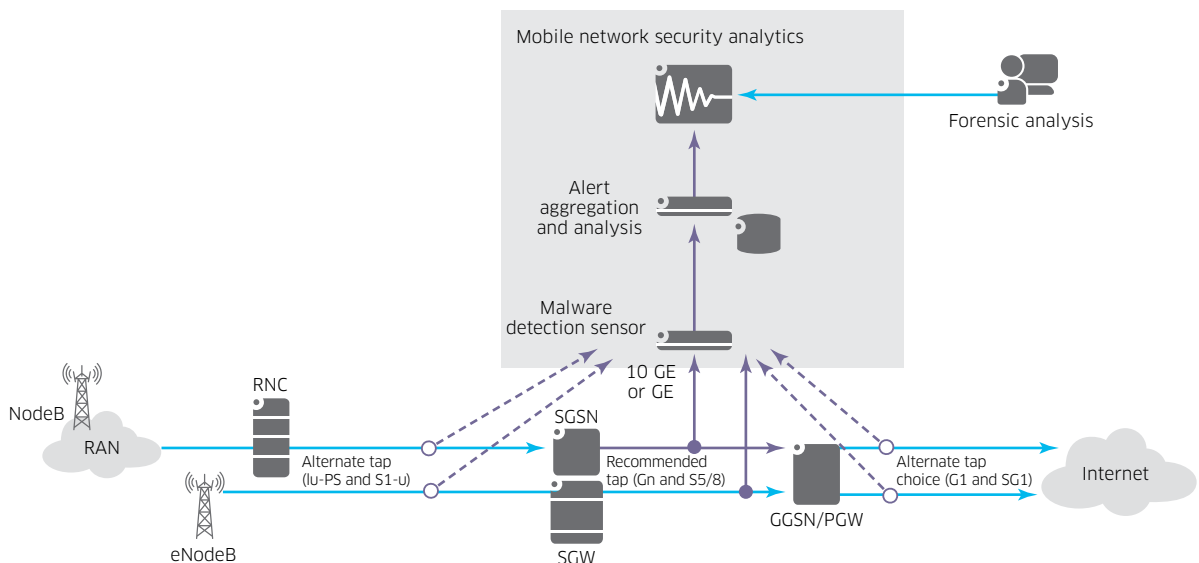 Mobile network security analytics
Forensic analysis
Alert
aggregation
and analysis
Malware
detection sensor
10 GE
or GE
NodeB
RAN
RNC
SGSN
Alternate tap
(lu-PS and S1-u)
Recommended
tap (Gn and S5/8)
Alternate tap
choice (G1 and SG1)
Internet
GGSN/PGW
eNodeB
SGW